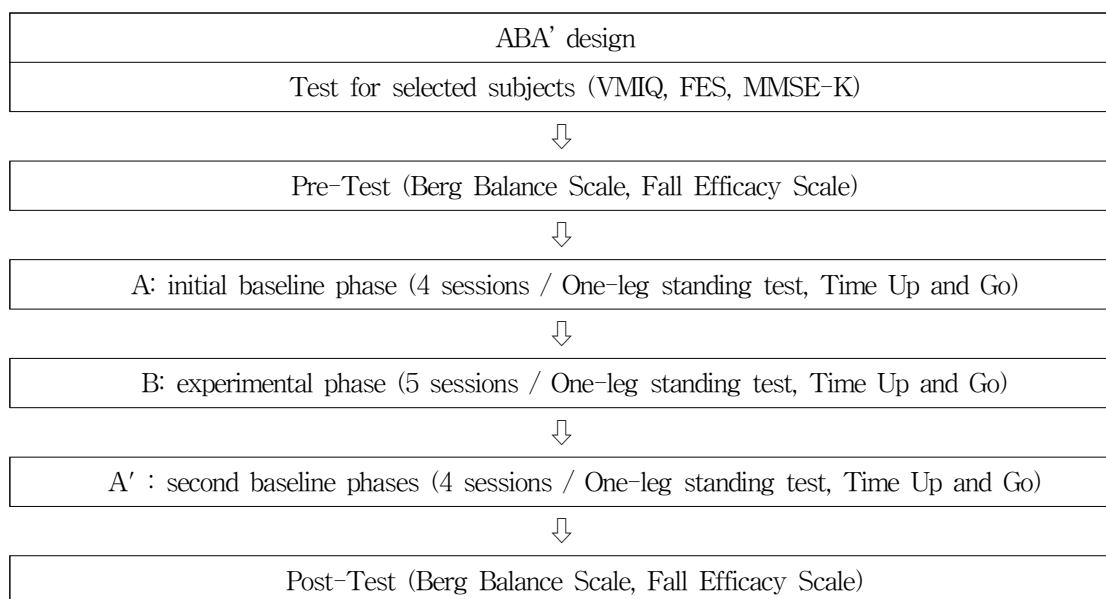 ABA’ design
Test for selected subjects (VMIQ, FES, MMSE-K)
⇩
Pre-Test (Berg Balance Scale, Fall Efficacy Scale)
⇩
A: initial baseline phase (4 sessions / One-leg standing test, Time Up and Go)
⇩
B: experimental phase (5 sessions / One-leg standing test, Time Up and Go)
⇩
A′ : second baseline phases (4 sessions / One-leg standing test, Time Up and Go)
⇩
Post-Test (Berg Balance Scale, Fall Efficacy Scale)